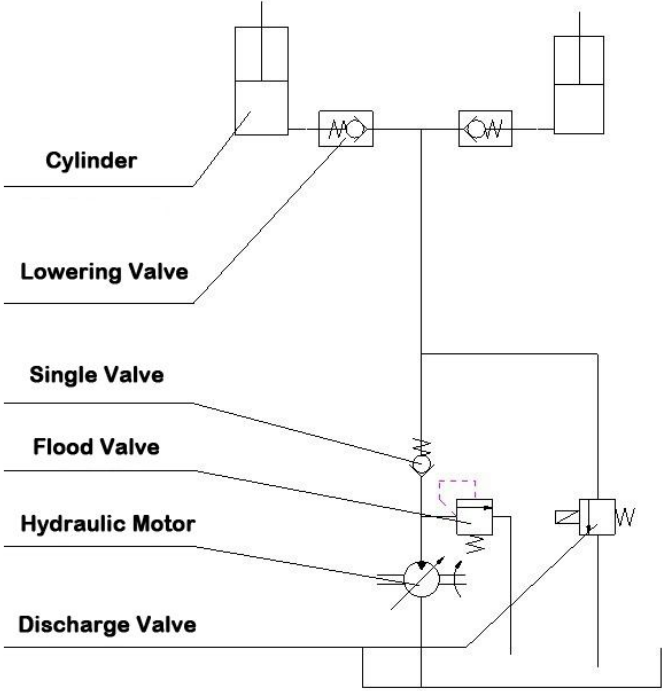 Cylinder
Lowering Valve
Single Valve
Flood Valve
Hydraulic Motor
Discharge Valve